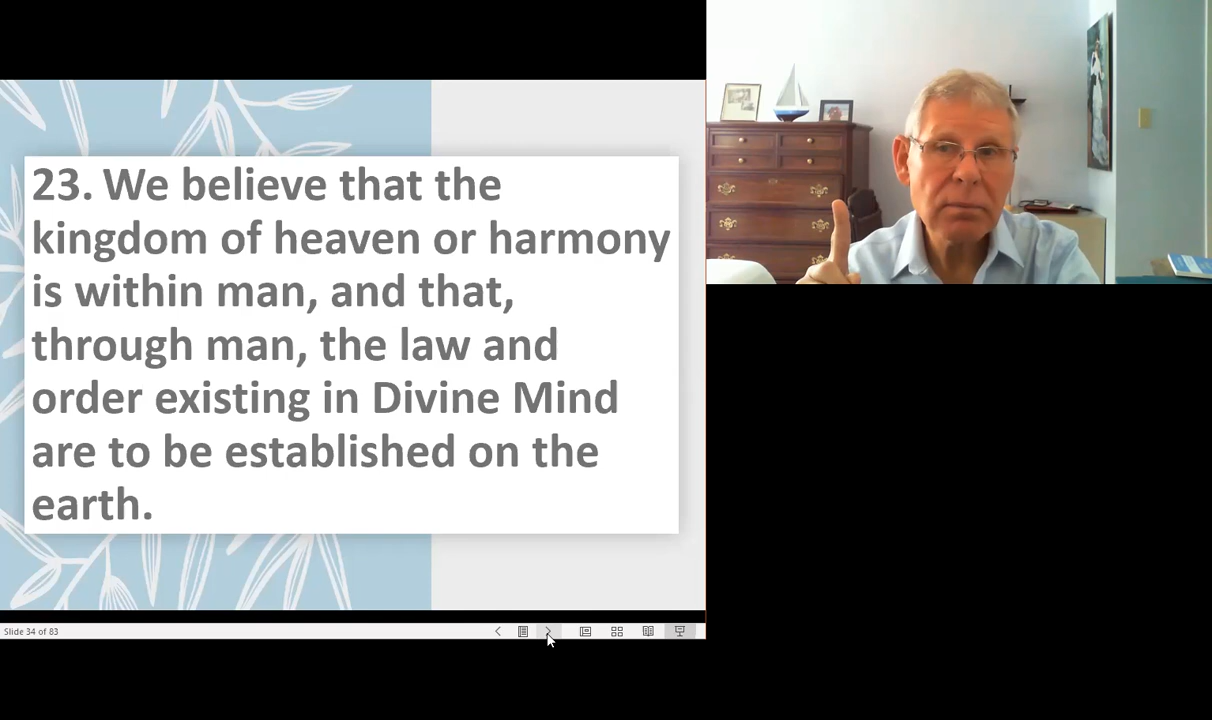 23. We believe that the
kingdom of heaven or harmony
is within man, and that,
through man, the law and
order existing in Divine Mind
are to be established on the
earth.
Slide 34 of 83